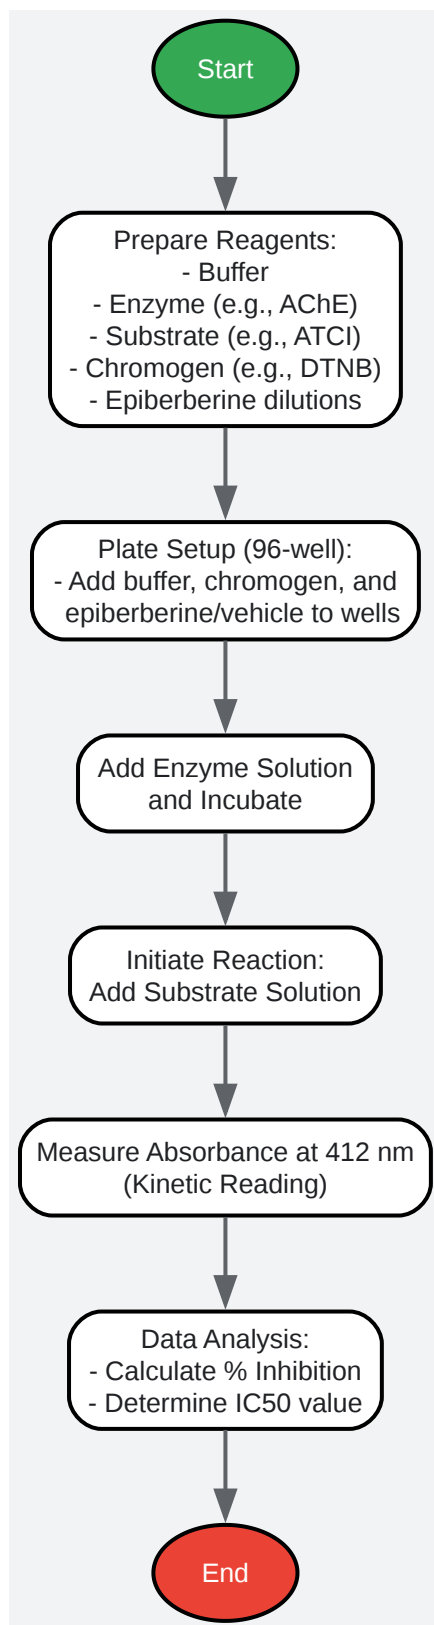 Start
Prepare Reagents:
- Buffer
- Enzyme (e.g., AChE)
- Substrate (e.g., ATCI)
- Chromogen (e.g., DTNB)
- Epiberberine dilutions
Plate Setup (96-well):
- Add buffer, chromogen, and
epiberberine/vehicle to wells
Add Enzyme Solution
and Incubate
Initiate Reaction:
Add Substrate Solution
Measure Absorbance at 412 nm
(Kinetic Reading)
Data Analysis:
- Calculate % Inhibition
- Determine IC50 value
End